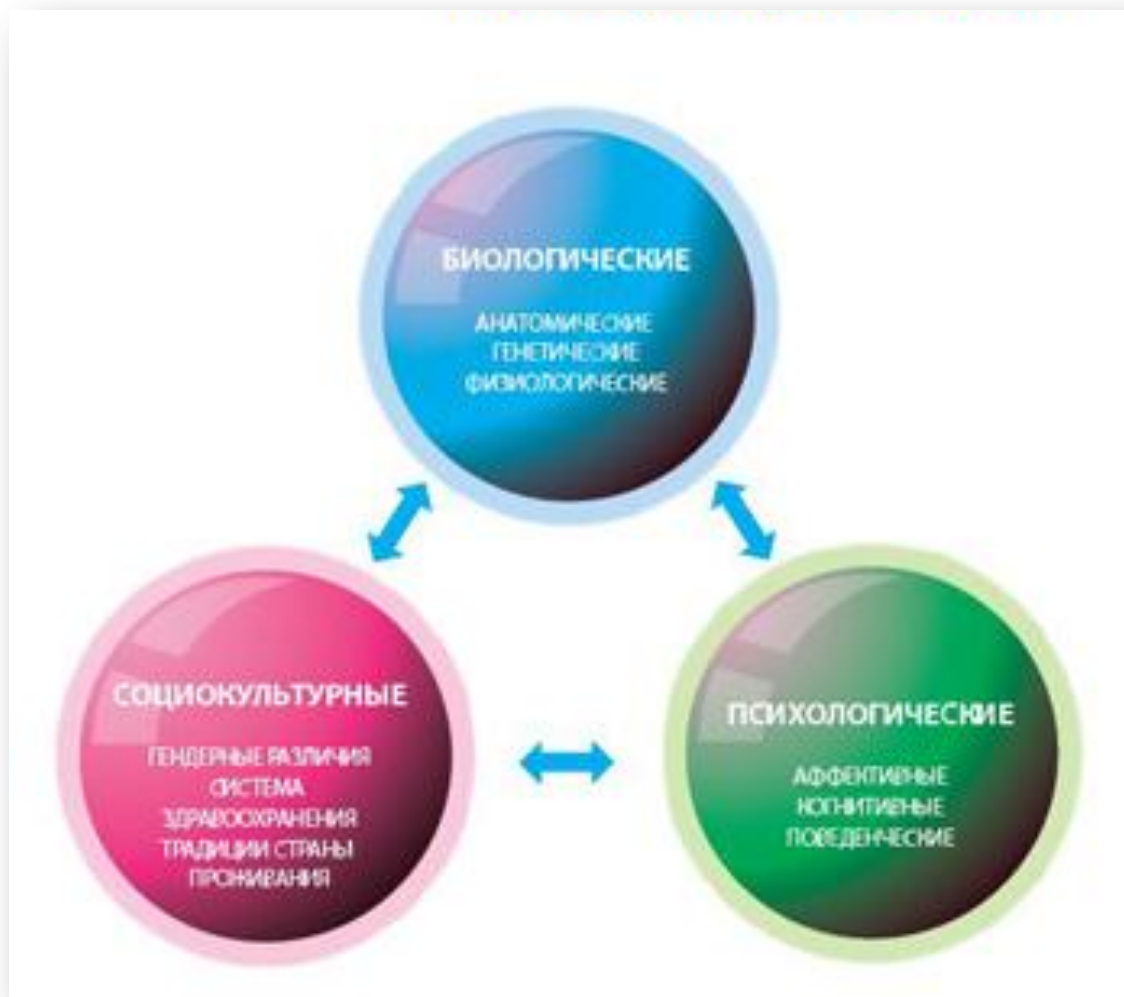 БИОЛОГИЧЕСКИЕ
АНАТОМИЧЕСКИЕ
ГЕНЕТИЧЕСКИЕ
ФИЗИОЛОГИЧЕСКИЕ
СОЦИОКУЛЬТУРНЫЕ
ГЕНДЕРНЫЕ РАЗЛИЧИЯ
СИСТЕМА
ЗДРАВООХРАНЕНИЯ
ТРАДИЦИИ СТРАНЫ
ПРОЖИВАНИЯ
ПСИХОЛОГИЧЕСКИЕ
АФФЕКТИВНЫЕ
КОГНИТИВНЫЕ
ПОВЕДЕНЧЕСКИЕ